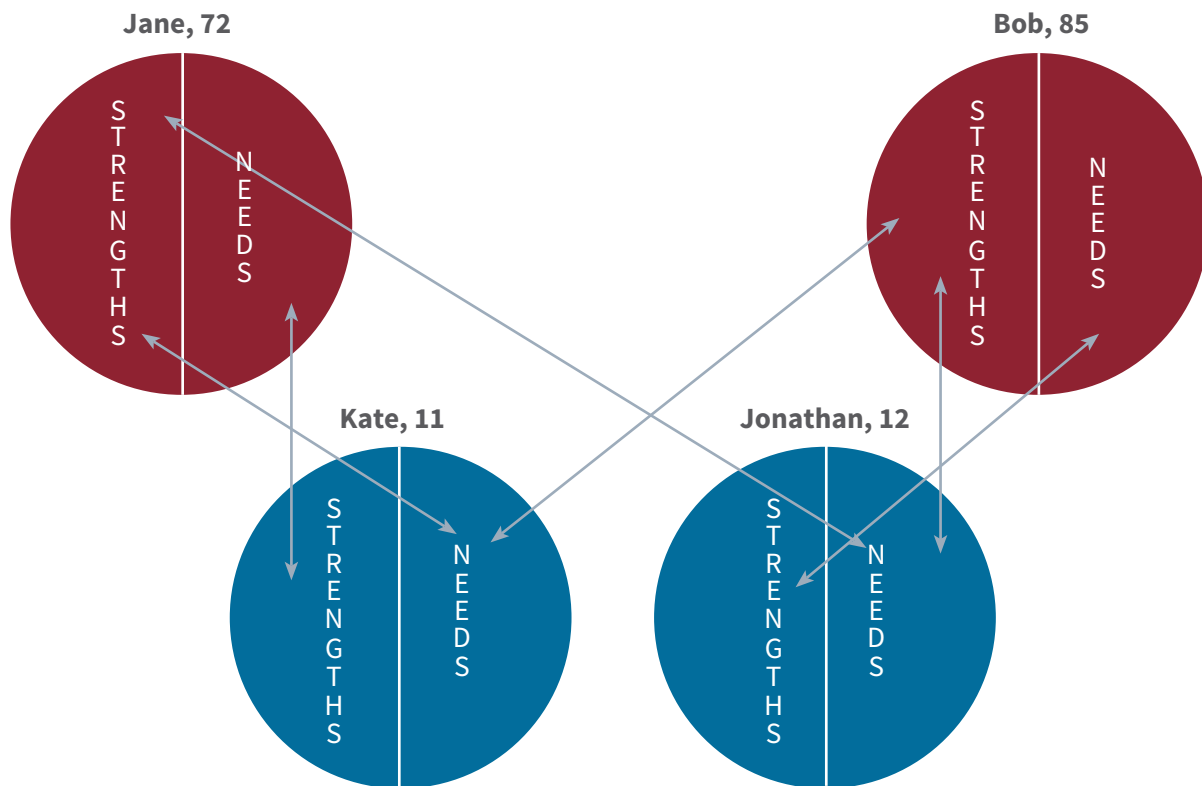 Jane, 72
Bob, 85
STRENGTHS
NEEDS
STRENGTHS
NEEDS
Kate, 11
Jonathan, 12
STRENGTHS
NEEDS
STRENGTHS
NEEDS